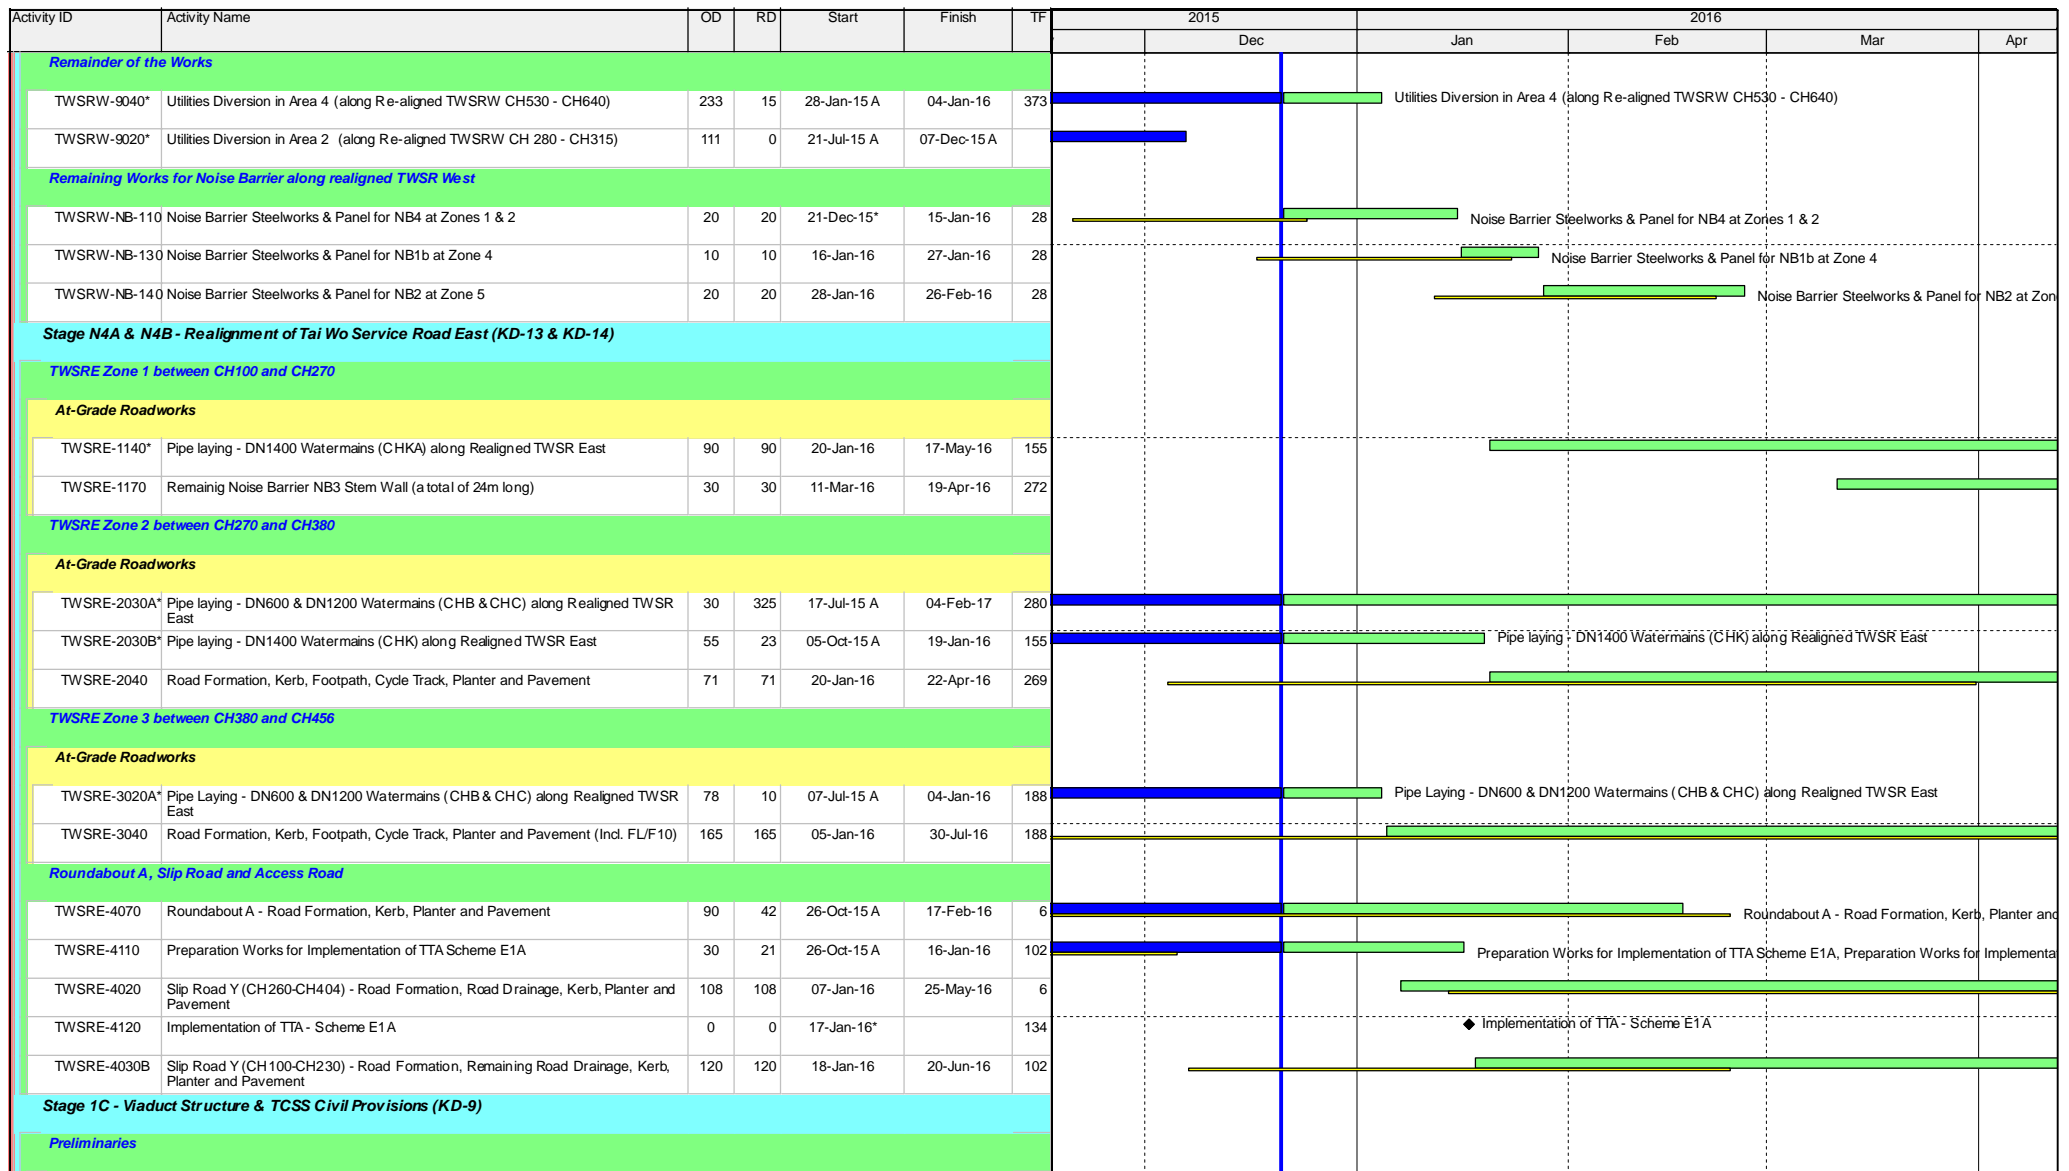 Activity ID Activity Name OD RD Start Finish TF 2015 2016
Dec Jan Feb Mar Apr
Remainder of the Works
TWSRW-9040* Utilities Diversion in Area 4 (along Re-aligned TWSRW CH530 - CH640) 233 15 28-Jan-15 A 04-Jan-16 373 Utilities Diversion in Area 4 (along Re-aligned TWSRW CH530 - CH640)
TWSRW-9020* Utilities Diversion in Area 2 (along Re-aligned TWSRW CH 280 - CH315) 111 0 21-Jul-15 A 07-Dec-15 A
Remaining Works for Noise Barrier along realigned TWSR West
TWSRW-NB-110 Noise Barrier Steelworks & Panel for NB4 at Zones 1 & 2 20 20 21-Dec-15* 15-Jan-16 28 Noise Barrier Steelworks & Panel for NB4 at Zones 1 & 2
TWSRW-NB-130 Noise Barrier Steelworks & Panel for NB1b at Zone 4 10 10 16-Jan-16 27-Jan-16 28 Noise Barrier Steelworks & Panel for NB1b at Zone 4
TWSRW-NB-140 Noise Barrier Steelworks & Panel for NB2 at Zone 5 20 20 28-Jan-16 26-Feb-16 28 Noise Barrier Steelworks & Panel for NB2 at Zon
Stage N4A & N4B - Realignment of Tai Wo Service Road East (KD-13 & KD-14)
TWSRE Zone 1 between CH100 and CH270
At-Grade Roadworks
TWSRE-1140* Pipe laying - DN1400 Watermains (CHKA) along Realigned TWSR East 90 90 20-Jan-16 17-May-16 155
TWSRE-1170 Remainig Noise Barrier NB3 Stem Wall (a total of 24m long) 30 30 11-Mar-16 19-Apr-16 272
TWSRE Zone 2 between CH270 and CH380
At-Grade Roadworks
TWSRE-2030A* Pipe laying - DN600 & DN1200 Watermains (CHB & CHC) along Realigned TWSR 30 325 17-Jul-15 A 04-Feb-17 280
East
TWSRE-2030B* Pipe laying - DN1400 Watermains (CHK) along Realigned TWSR East 55 23 05-Oct-15 A 19-Jan-16 155 Pipe laying - DN1400 Watermains (CHK) along Realigned TWSR East
TWSRE-2040 Road Formation, Kerb, Footpath, Cycle Track, Planter and Pavement 71 71 20-Jan-16 22-Apr-16 269
TWSRE Zone 3 between CH380 and CH456
At-Grade Roadworks
TWSRE-3020A* Pipe Laying - DN600 & DN1200 Watermains (CHB & CHC) along Realigned TWSR 78 10 07-Jul-15 A 04-Jan-16 188 Pipe Laying - DN600 & DN1200 Watermains (CHB & CHC) along Realigned TWSR East
East
TWSRE-3040 Road Formation, Kerb, Footpath, Cycle Track, Planter and Pavement (Incl. FL/F10) 165 165 05-Jan-16 30-Jul-16 188
Roundabout A, Slip Road and Access Road
TWSRE-4070 Roundabout A - Road Formation, Kerb, Planter and Pavement 90 42 26-Oct-15 A 17-Feb-16 6 Roundabout A - Road Formation, Kerb, Planter and
TWSRE-4110 Preparation Works for Implementation of TTA Scheme E1A 30 21 26-Oct-15 A 16-Jan-16 102 Preparation Works for Implementation of TTA Scheme E1A, Preparation Works for Implementa
TWSRE-4020 Slip Road Y (CH260-CH404) - Road Formation, Road Drainage, Kerb, Planter and 108 108 07-Jan-16 25-May-16 6
Pavement
TWSRE-4120 Implementation of TTA - Scheme E1A 0 0 17-Jan-16* 134 Implementation of TTA - Scheme E1A
TWSRE-4030B Slip Road Y (CH100-CH230) - Road Formation, Remaining Road Drainage, Kerb, 120 120 18-Jan-16 20-Jun-16 102
Planter and Pavement
Stage 1C - Viaduct Structure & TCSS Civil Provisions (KD-9)
Preliminaries